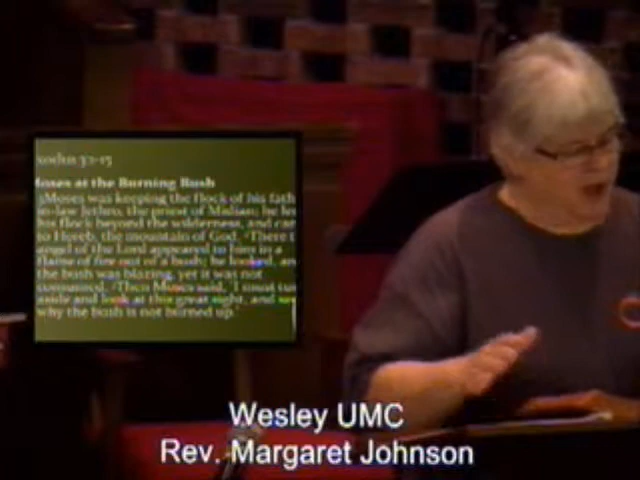 xodus 3:1-15
loses at the Burning Bush
Moses was keeping the flock of his fath
in-law Jethro, the priest of Midian; he le
his flock beyond the wilderness, and can
to Horeb, the mountain of God. There t
angel of the Lord appeared to him in a
flame of fire out of a bush; he looked, an
the bush was blazing, yet it was not
consumed. Then Moses said, 'I must tur
aside and look at this great sight, and se
why the bush is not burned up.'
Wesley UMC
Rev. Margaret Johnson